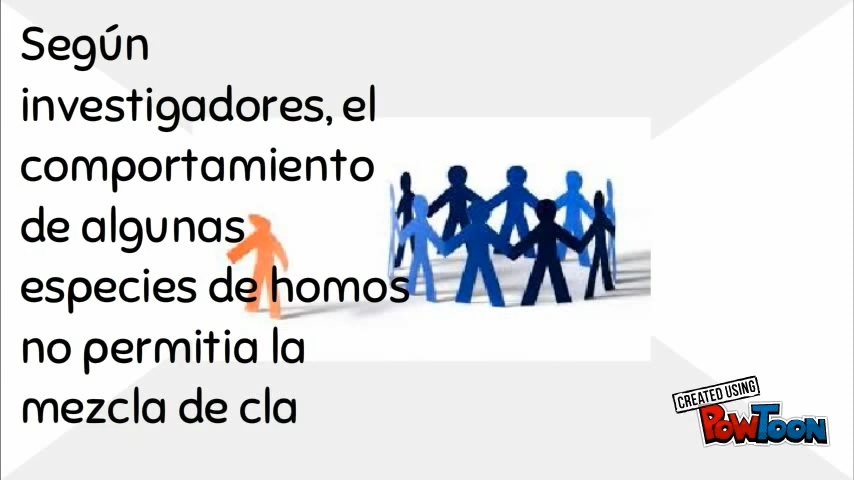 Según
investigadores, el
comportamiento
de algunas
especies de homos
no permitia la
mezcla de cla
CREATED USING
POWTOON